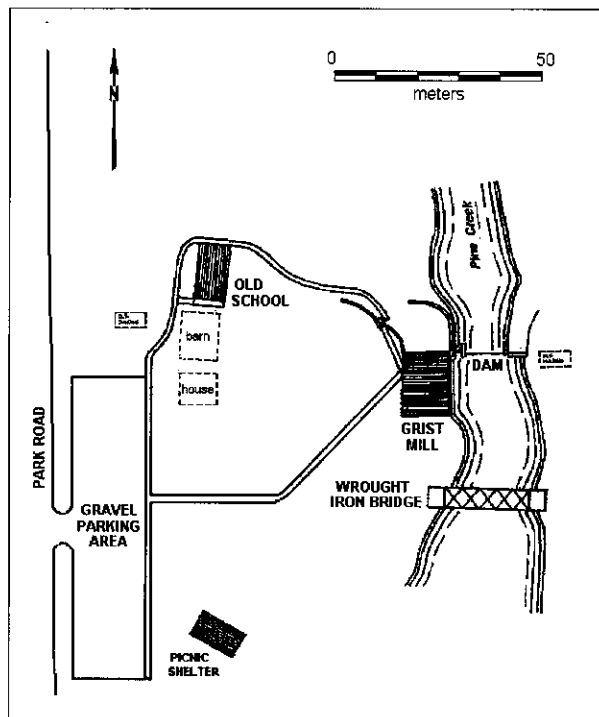 0 50
meters
N
Pine Creek
OLD
SCHOOL
barn
house
DAM
GRIST
MILL
WROUGHT
IRON BRIDGE
PARK ROAD
GRAVEL
PARKING
AREA
PICNIC
SHELTER